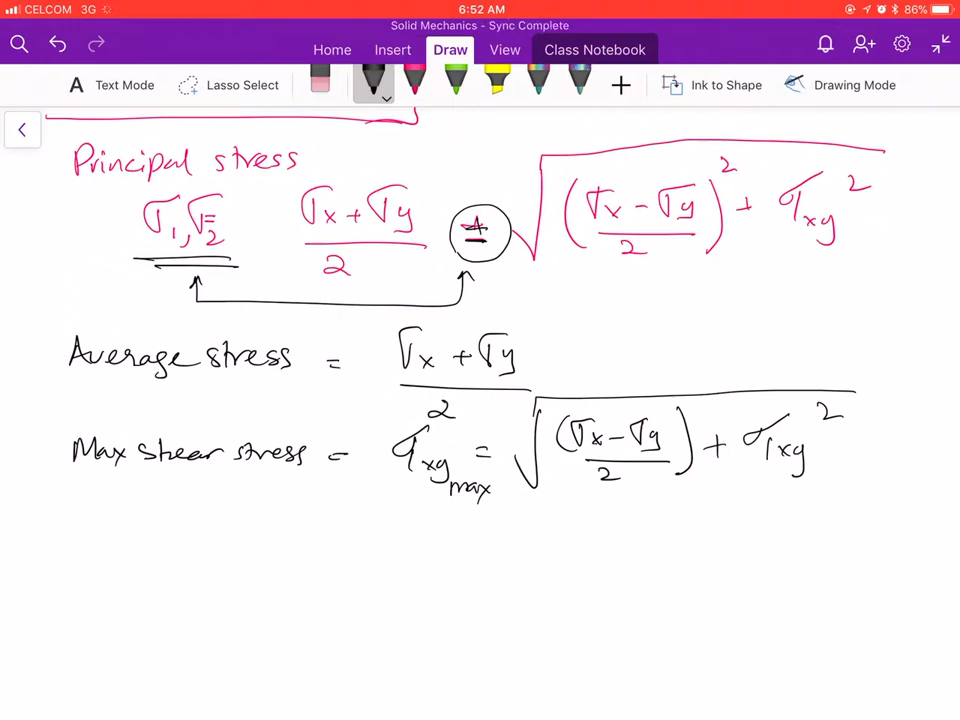 CELCOM 3G 6:52 AM 86%
Solid Mechanics - Sync Complete
Home Insert Draw View Class Notebook
A Text Mode Lasso Select Ink to Shape Drawing Mode
Principal stress
σ1, σ2 = (σx + σy)/2 ± √(((σx - σy)/2)² + τxy²)
Average stress = (σx + σy)/2
Max shear stress = τxy max = √(((σx - σy)/2) + τxy²)